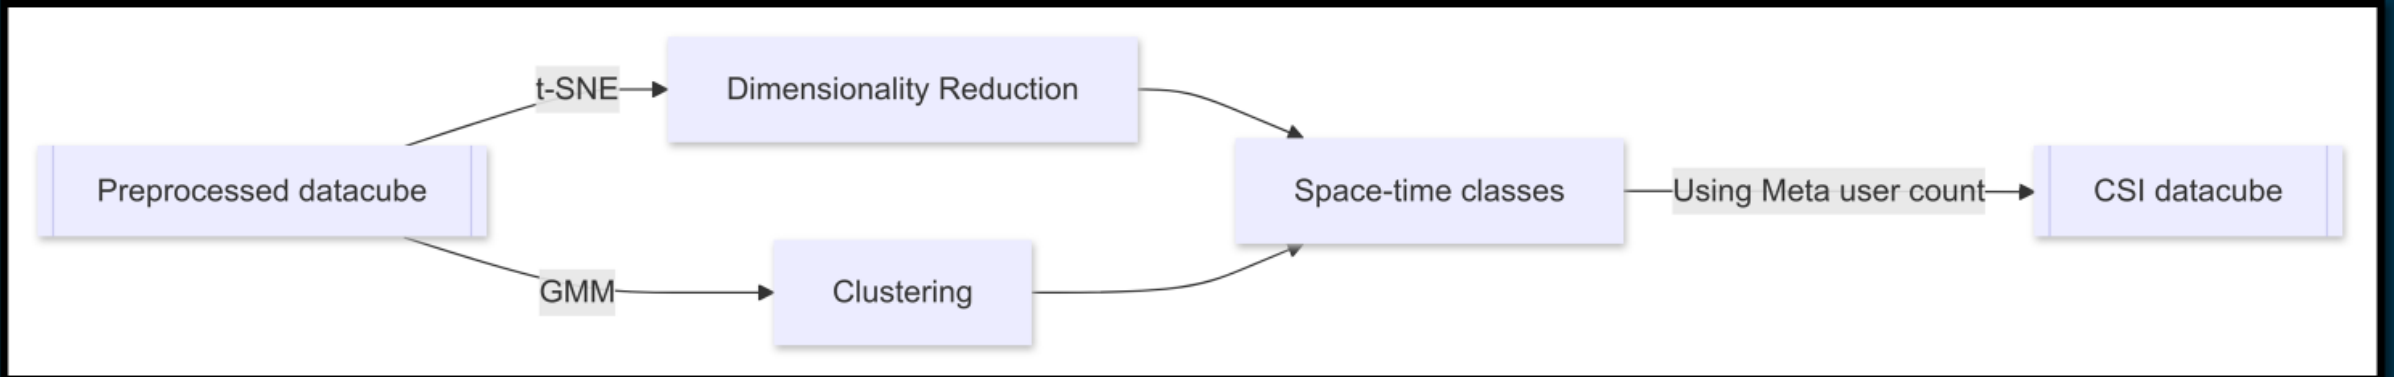 t-SNE
Dimensionality Reduction
Preprocessed datacube
Space-time classes
Using Meta user count
CSI datacube
GMM
Clustering